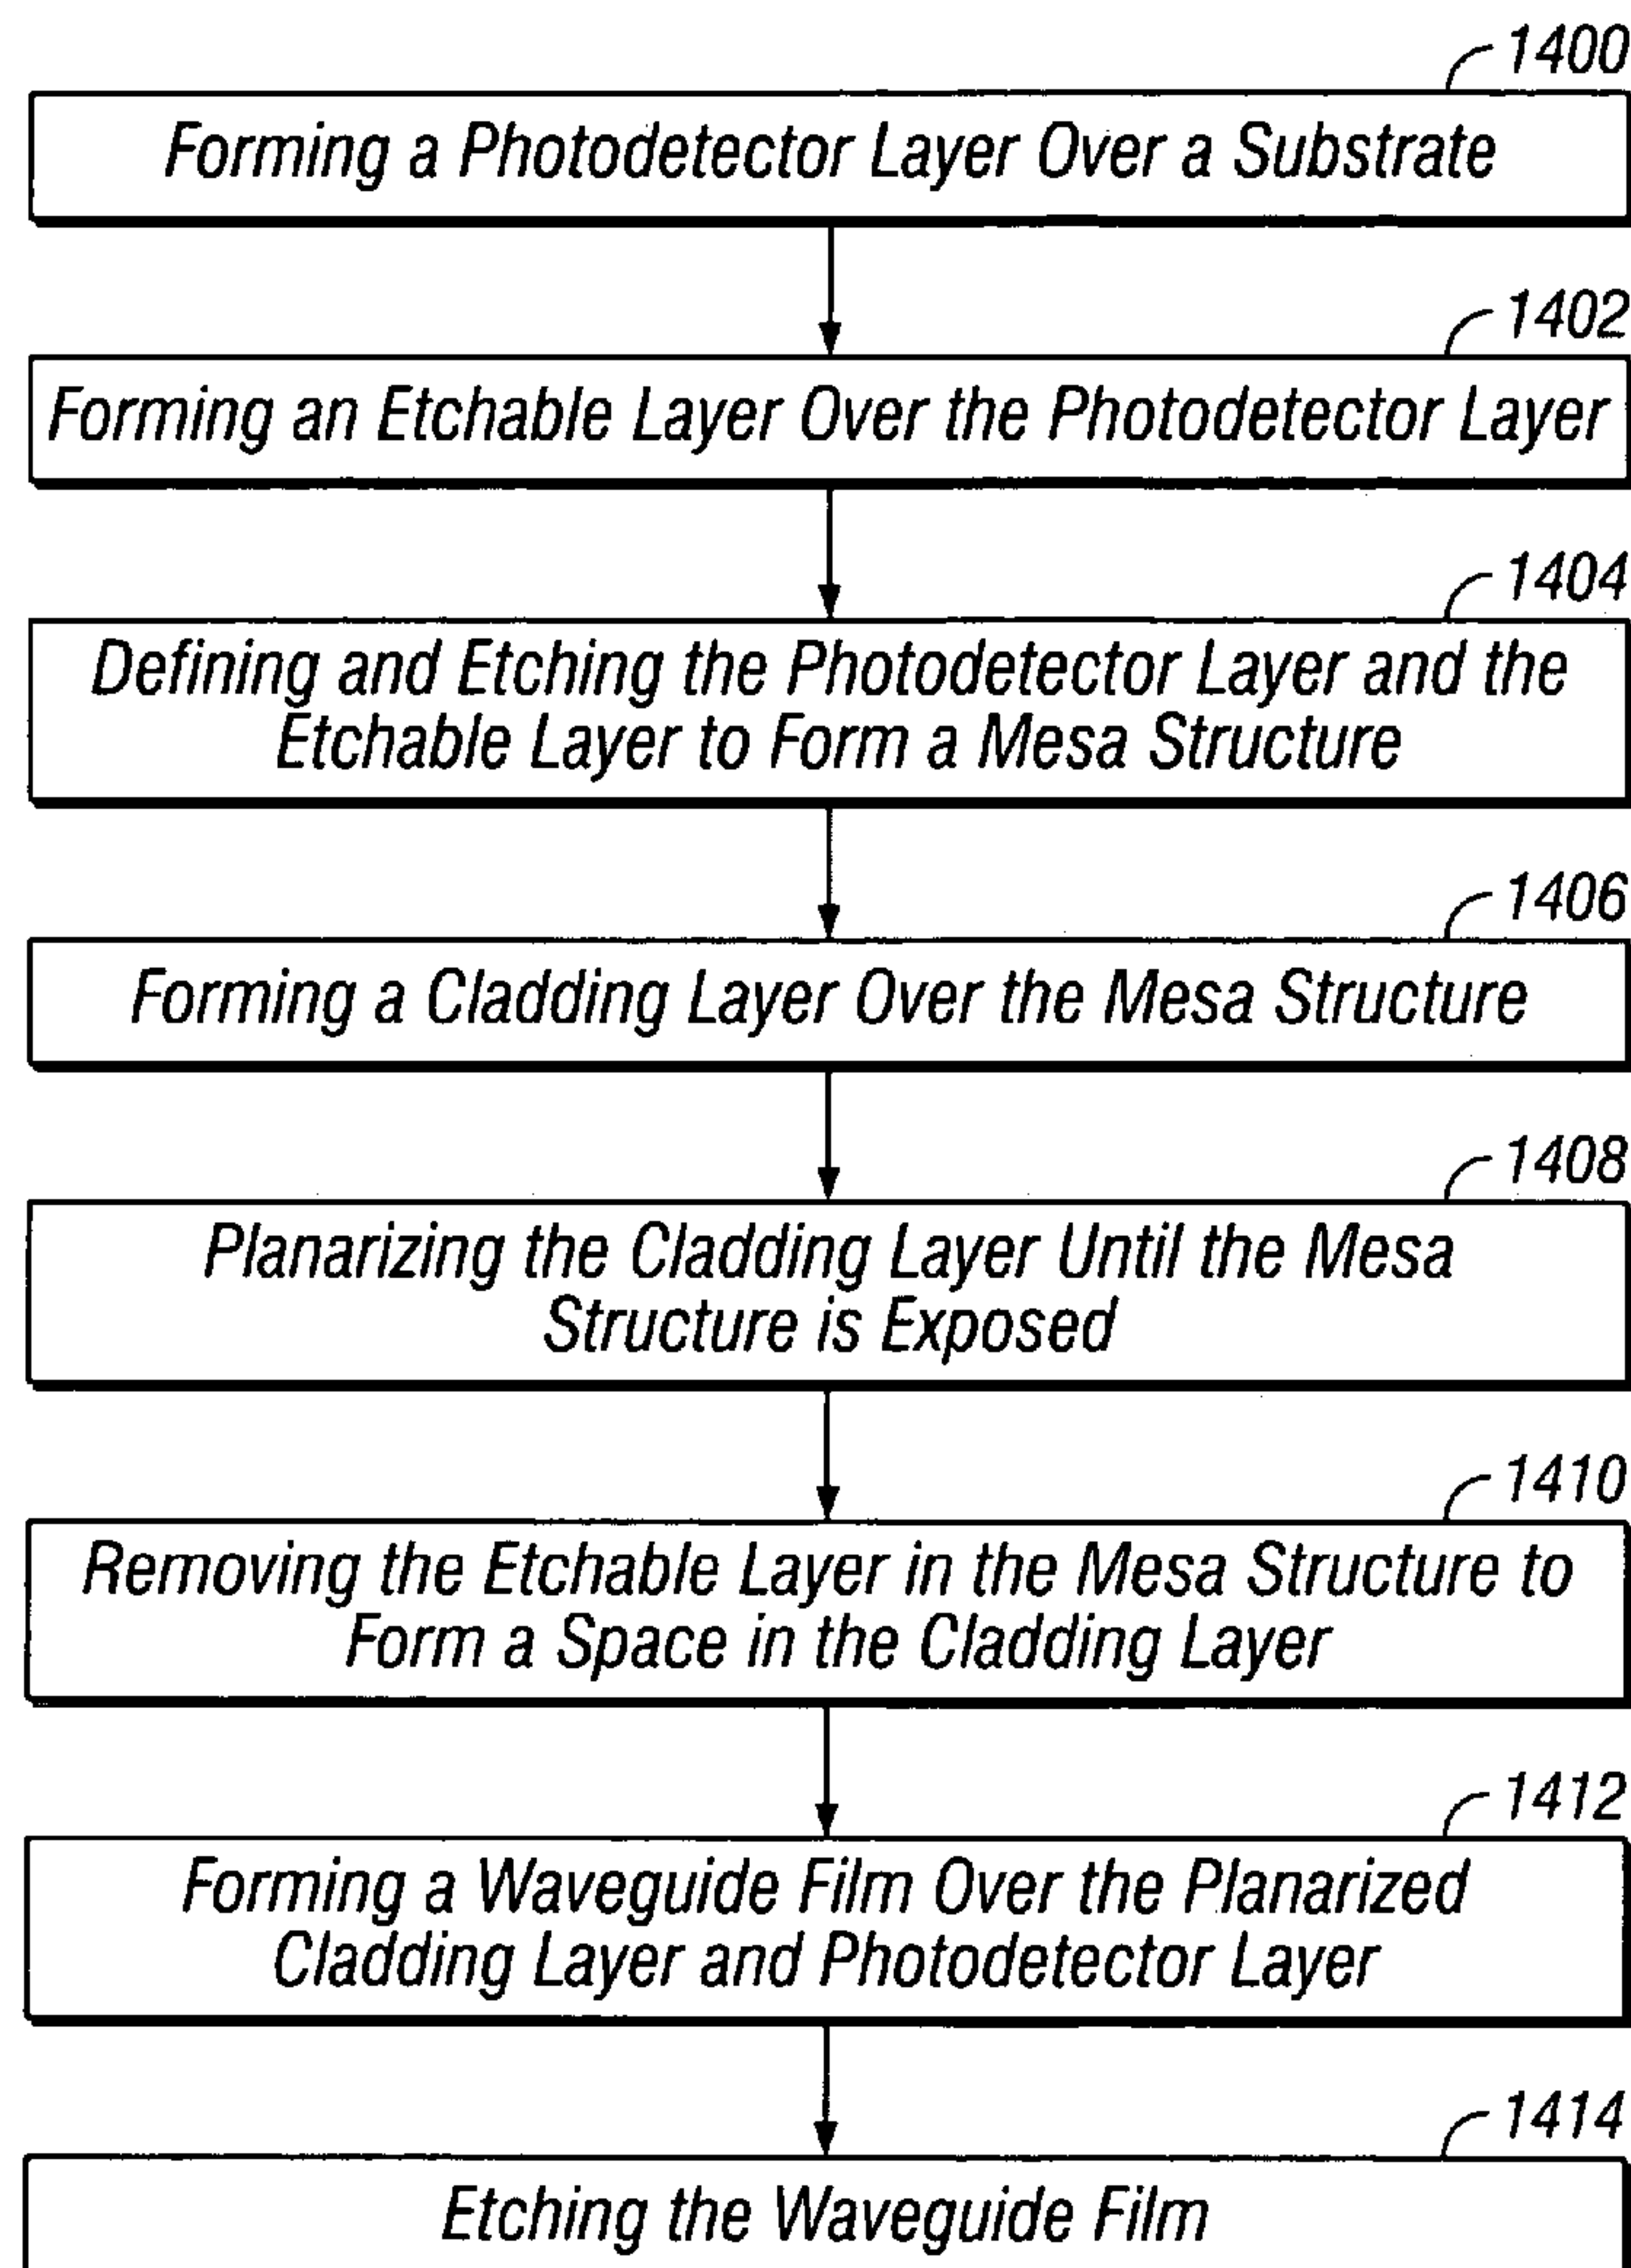 1400
Forming a Photodetector Layer Over a Substrate
1402
Forming an Etchable Layer Over the Photodetector Layer
1404
Defining and Etching the Photodetector Layer and the
Etchable Layer to Form a Mesa Structure
1406
Forming a Cladding Layer Over the Mesa Structure
1408
Planarizing the Cladding Layer Until the Mesa
Structure is Exposed
1410
Removing the Etchable Layer in the Mesa Structure to
Form a Space in the Cladding Layer
1412
Forming a Waveguide Film Over the Planarized
Cladding Layer and Photodetector Layer
1414
Etching the Waveguide Film